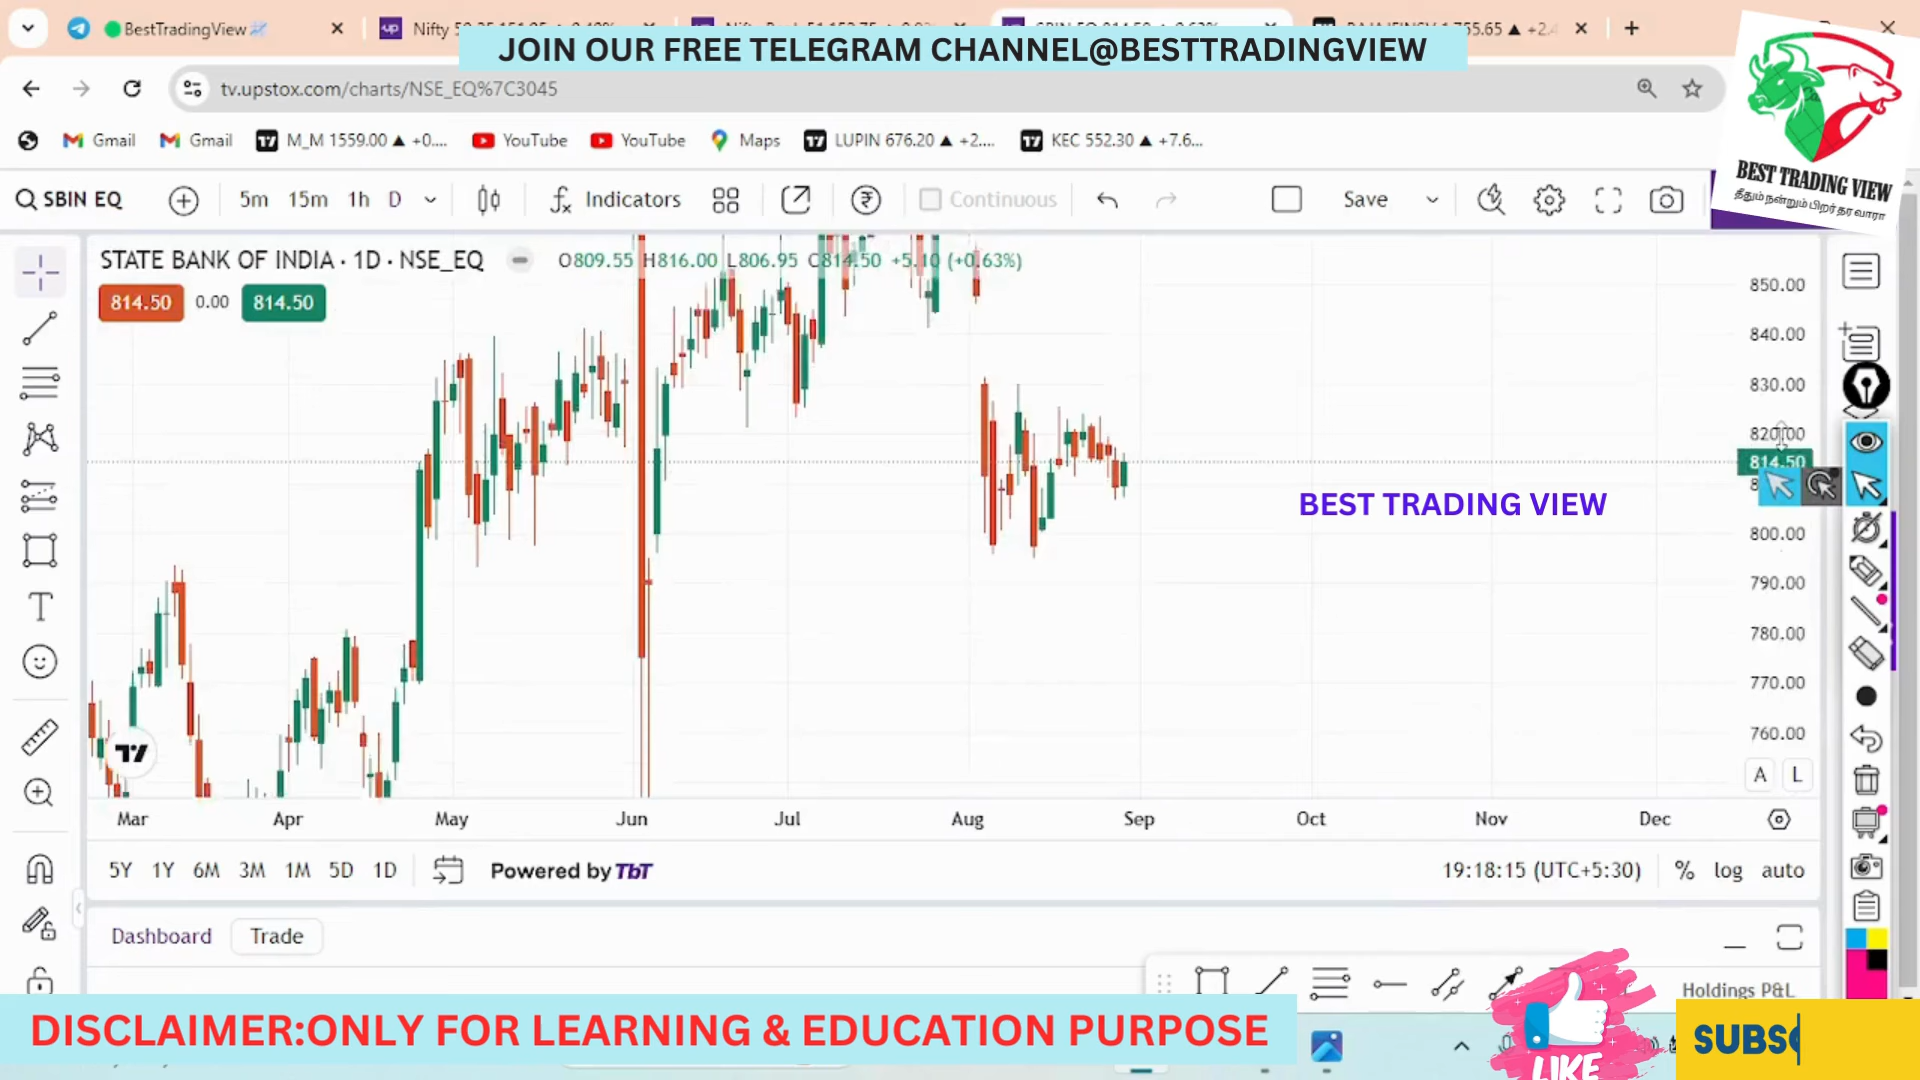 BestTradingView
Nifty
JOIN OUR FREE TELEGRAM CHANNEL@BESTTRADINGVIEW
tv.upstox.com/charts/NSE_EQ%7C3045
Gmail
Gmail
M_M 1559.00 ▲ +0....
YouTube
YouTube
Maps
LUPIN 676.20 ▲ +2....
KEC 552.30 ▲ +7.6...
BEST TRADING VIEW
தீதும் நன்றும் பிறர் தர வாரா
SBIN EQ
5m 15m 1h D
Indicators
Continuous
Save
STATE BANK OF INDIA · 1D · NSE_EQ
O809.55 H816.00 L806.95 C814.50 +5.10 (+0.63%)
814.50 0.00 814.50
850.00
840.00
830.00
820.00
814.50
800.00
790.00
780.00
770.00
760.00
BEST TRADING VIEW
A L
Mar Apr May Jun Jul Aug Sep Oct Nov Dec
5Y 1Y 6M 3M 1M 5D 1D
Powered by TbT
19:18:15 (UTC+5:30)
% log auto
Dashboard Trade
Holdings P&L
DISCLAIMER:ONLY FOR LEARNING & EDUCATION PURPOSE
LIKE
SUBSC